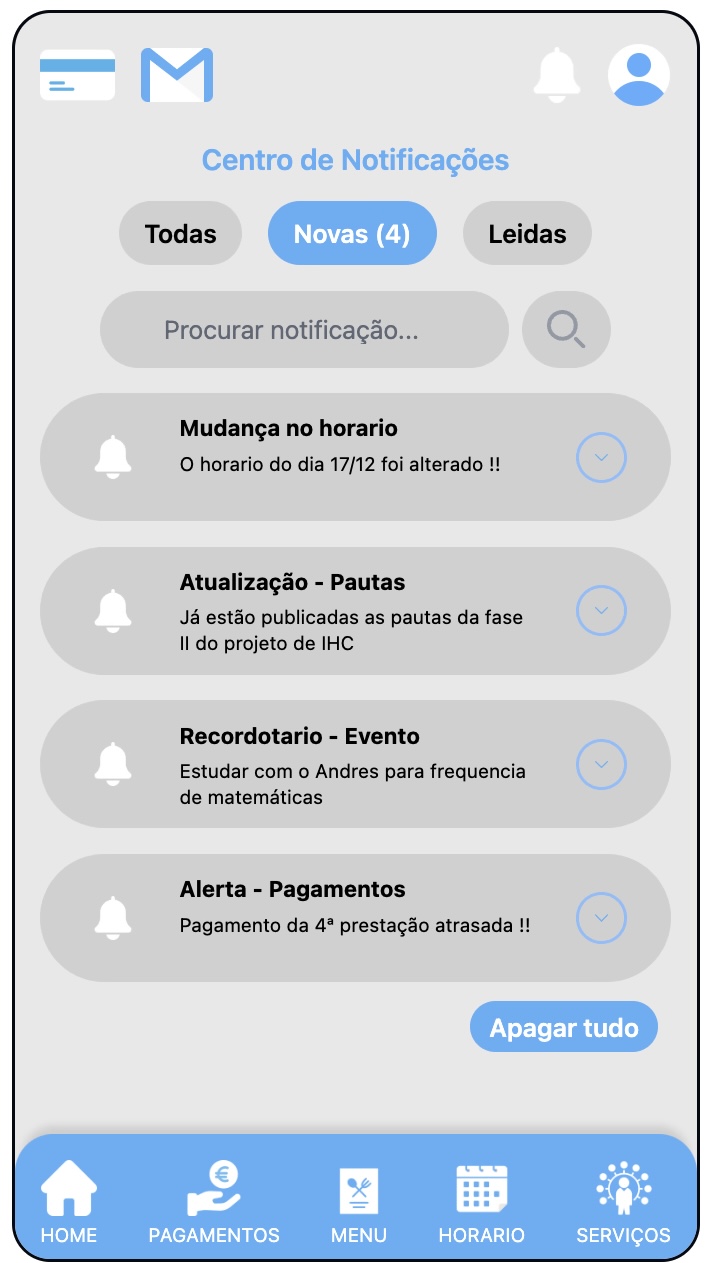 Centro de Notificações
Todas
Novas (4)
Leidas
Procurar notificação...
Mudança no horario
O horario do dia 17/12 foi alterado !!
Atualização - Pautas
Já estão publicadas as pautas da fase
II do projeto de IHC
Recordotario - Evento
Estudar com o Andres para frequencia
de matemáticas
Alerta - Pagamentos
Pagamento da 4ª prestação atrasada !!
Apagar tudo
HOME
PAGAMENTOS
MENU
HORARIO
SERVIÇOS